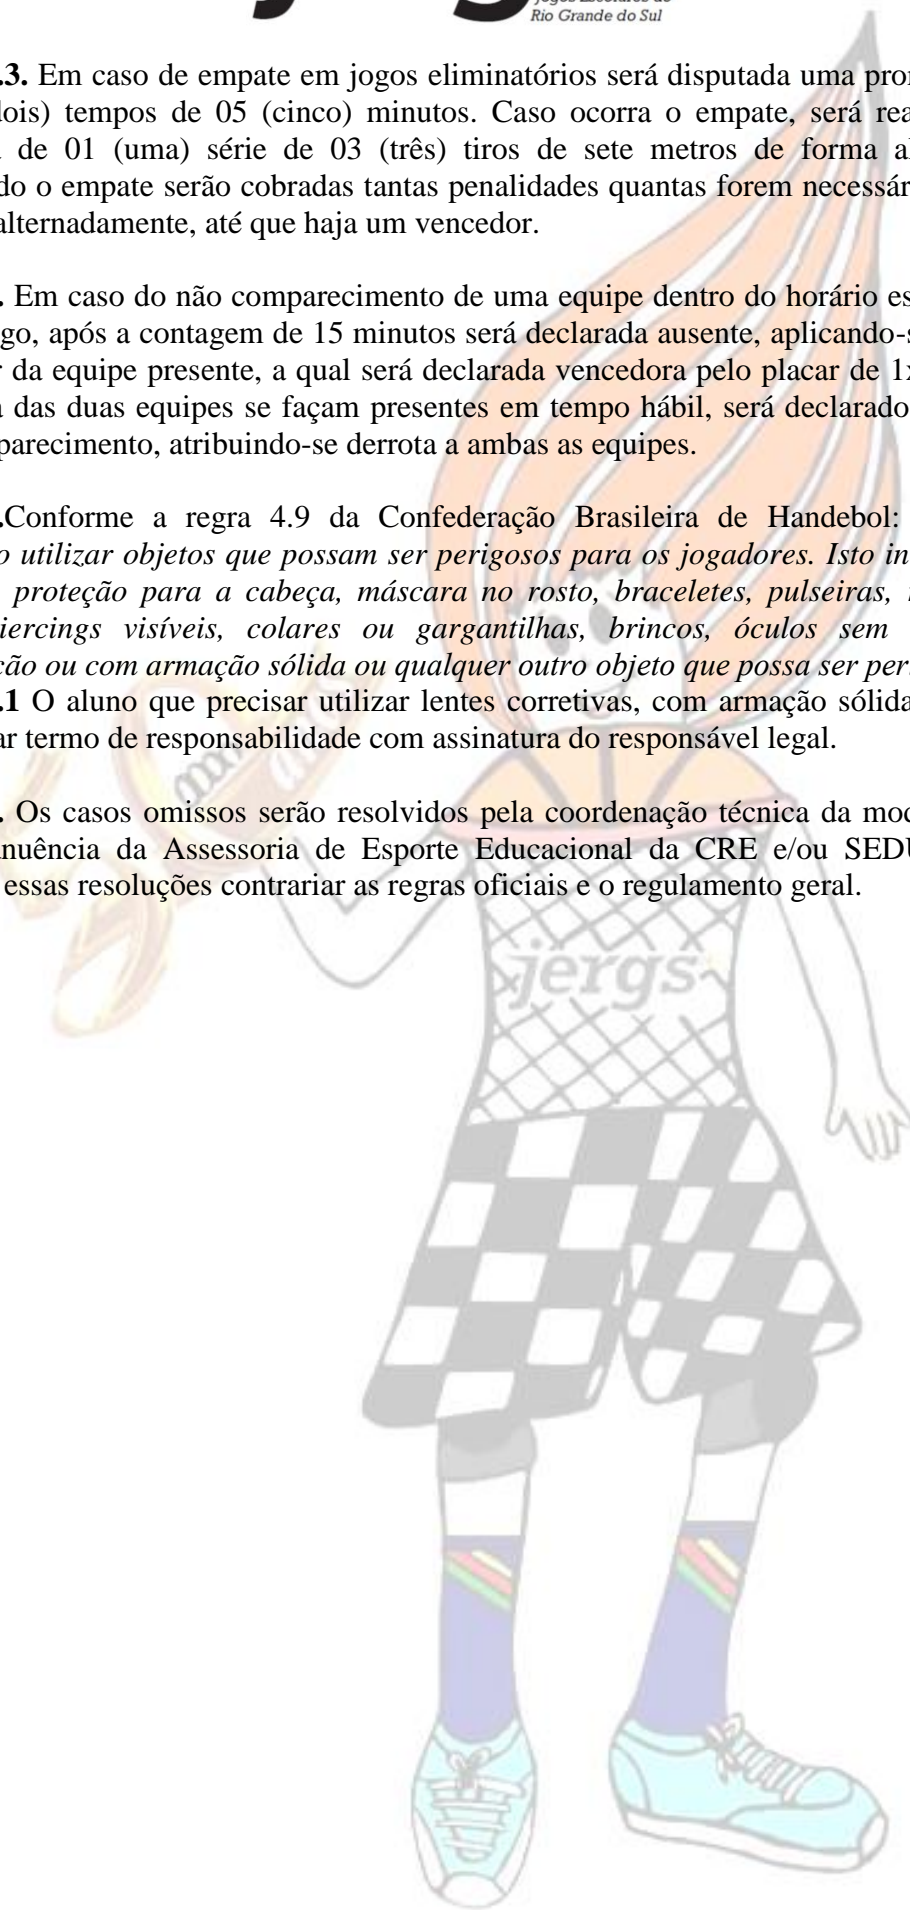 Rio Grande do Sul
.3. Em caso de empate em jogos eliminatórios será disputada uma pror
dois) tempos de 05 (cinco) minutos. Caso ocorra o empate, será rea
de 01 (uma) série de 03 (três) tiros de sete metros de forma al
do o empate serão cobradas tantas penalidades quantas forem necessár
alternadamente, até que haja um vencedor.
. Em caso do não comparecimento de uma equipe dentro do horário es
go, após a contagem de 15 minutos será declarada ausente, aplicando-s
r da equipe presente, a qual será declarada vencedora pelo placar de 1x
a das duas equipes se façam presentes em tempo hábil, será declarado
parecimento, atribuindo-se derrota a ambas as equipes.
.Conforme a regra 4.9 da Confederação Brasileira de Handebol:
o utilizar objetos que possam ser perigosos para os jogadores. Isto in
proteção para a cabeça, máscara no rosto, braceletes, pulseiras,
iercings visíveis, colares ou gargantilhas, brincos, óculos sem
ção ou com armação sólida ou qualquer outro objeto que possa ser per
.1 O aluno que precisar utilizar lentes corretivas, com armação sólida
ar termo de responsabilidade com assinatura do responsável legal.
. Os casos omissos serão resolvidos pela coordenação técnica da mod
anuência da Assessoria de Esporte Educacional da CRE e/ou SEDU
essas resoluções contrariar as regras oficiais e o regulamento geral.
jergs